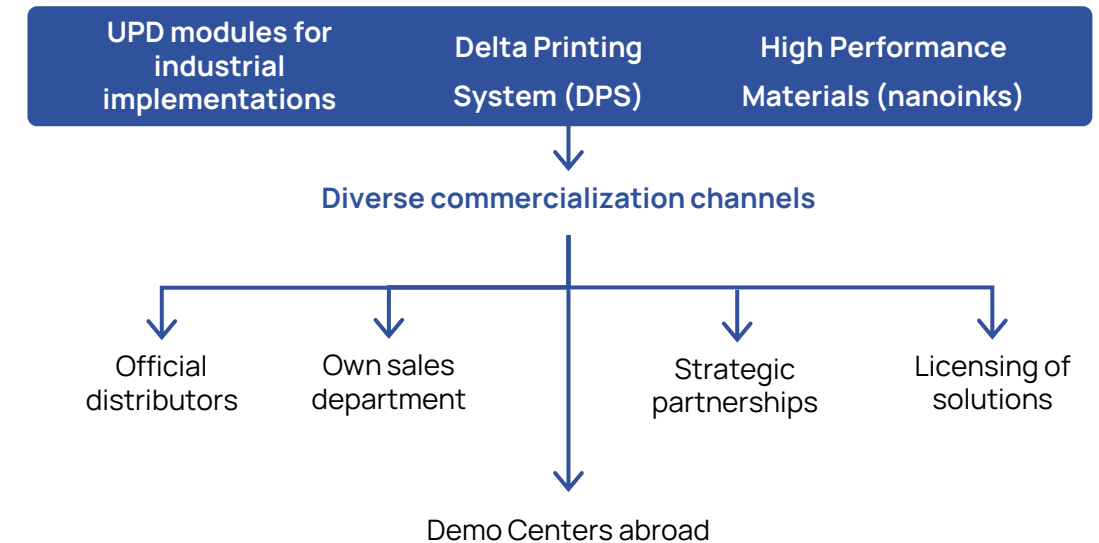 UPD modules for
industrial
implementations
Delta Printing
System (DPS)
High Performance
Materials (nanoinks)
Diverse commercialization channels
Official
distributors
Own sales
department
Strategic
partnerships
Licensing of
solutions
Demo Centers abroad